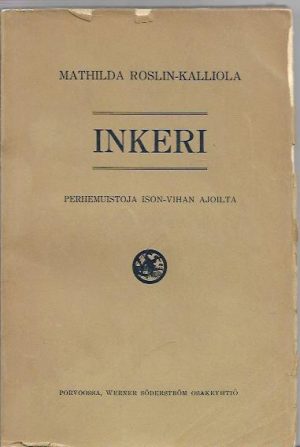 MATHILDA ROSLIN-KALLIOLA
INKERI
PERHEMUISTOJA ISON-VIHAN AJOILTA
PORVOOSSA, WERNER SÖDERSTRÖM OSAKEYHTIÖ